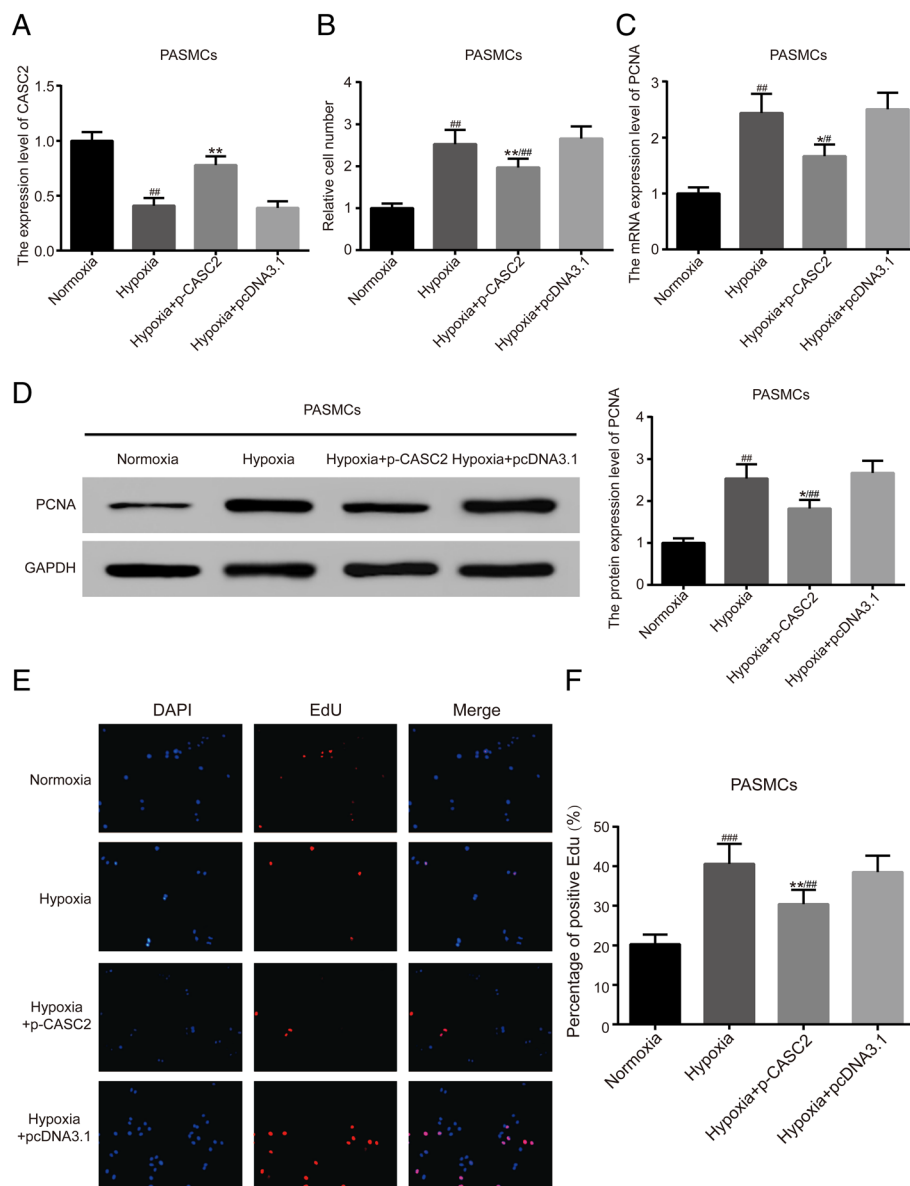 A
PASMCs
The expression level of CASC2
1.5
1.0
0.5
0.0
##
**
Normoxia
Hypoxia
Hypoxia+p-CASC2
Hypoxia+pcDNA3.1
B
PASMCs
Relative cell number
4
3
2
1
0
##
**/##
Normoxia
Hypoxia
Hypoxia+p-CASC2
Hypoxia+pcDNA3.1
C
PASMCs
The mRNA expression level of PCNA
3
2
1
0
##
*/#
Normoxia
Hypoxia
Hypoxia+p-CASC2
Hypoxia+pcDNA3.1
D
PASMCs
Normoxia Hypoxia Hypoxia+p-CASC2 Hypoxia+pcDNA3.1
PCNA
GAPDH
PASMCs
The protein expression level of PCNA
4
3
2
1
0
##
*/##
Normoxia
Hypoxia
Hypoxia+p-CASC2
Hypoxia+pcDNA3.1
E
DAPI EdU Merge
Normoxia
Hypoxia
Hypoxia
+p-CASC2
Hypoxia
+pcDNA3.1
F
PASMCs
Percentage of positive Edu (%)
50
40
30
20
10
0
###
**/##
Normoxia
Hypoxia
Hypoxia+p-CASC2
Hypoxia+pcDNA3.1